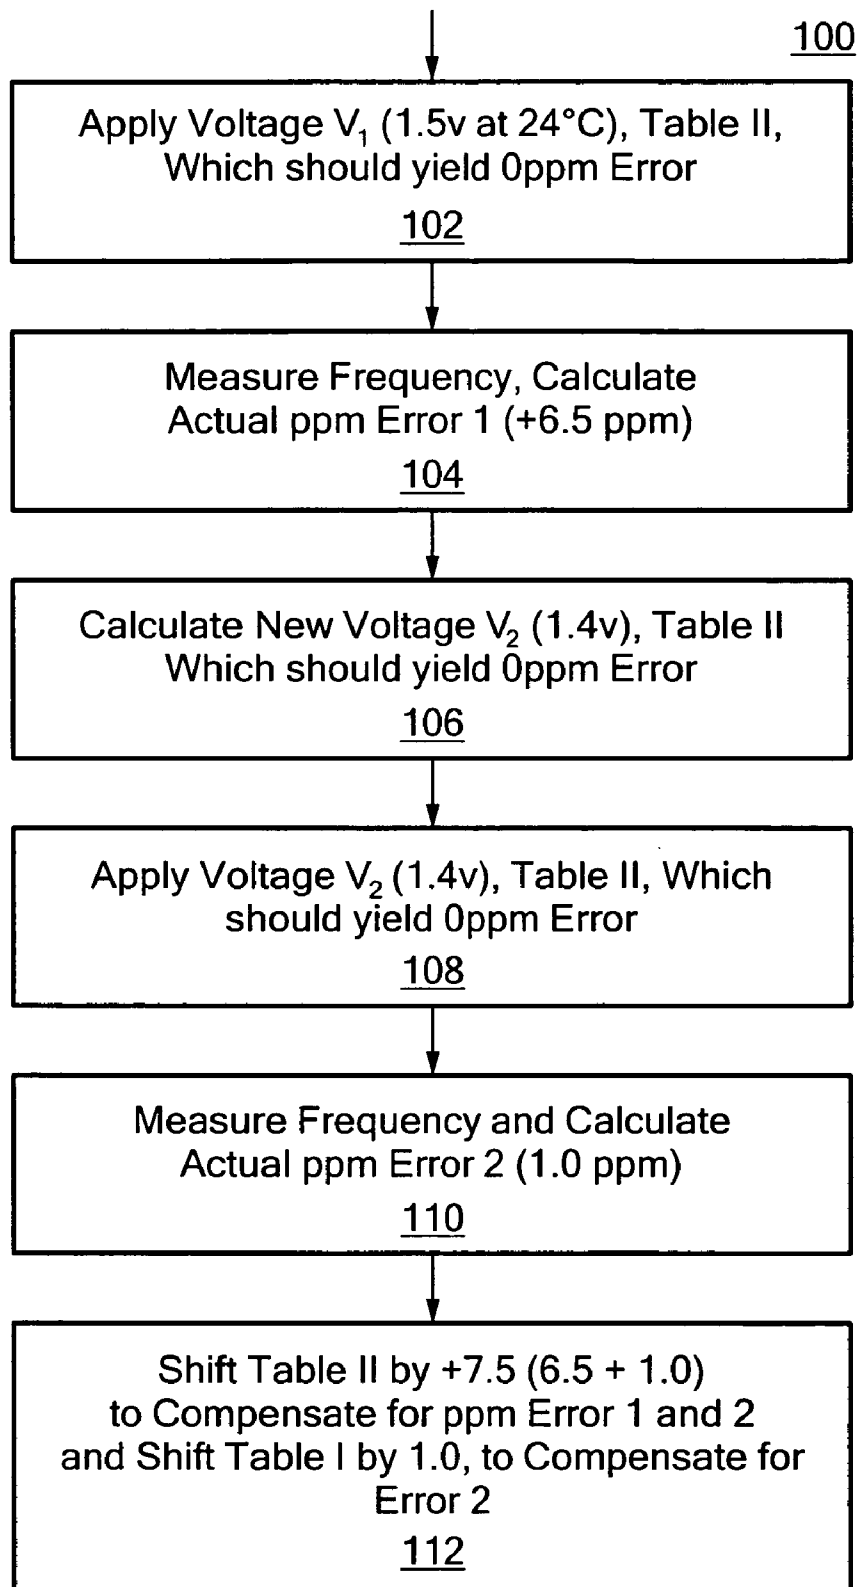 100
Apply Voltage V₁ (1.5v at 24°C), Table II,
Which should yield 0ppm Error
102
Measure Frequency, Calculate
Actual ppm Error 1 (+6.5 ppm)
104
Calculate New Voltage V₂ (1.4v), Table II
Which should yield 0ppm Error
106
Apply Voltage V₂ (1.4v), Table II, Which
should yield 0ppm Error
108
Measure Frequency and Calculate
Actual ppm Error 2 (1.0 ppm)
110
Shift Table II by +7.5 (6.5 + 1.0)
to Compensate for ppm Error 1 and 2
and Shift Table I by 1.0, to Compensate for
Error 2
112